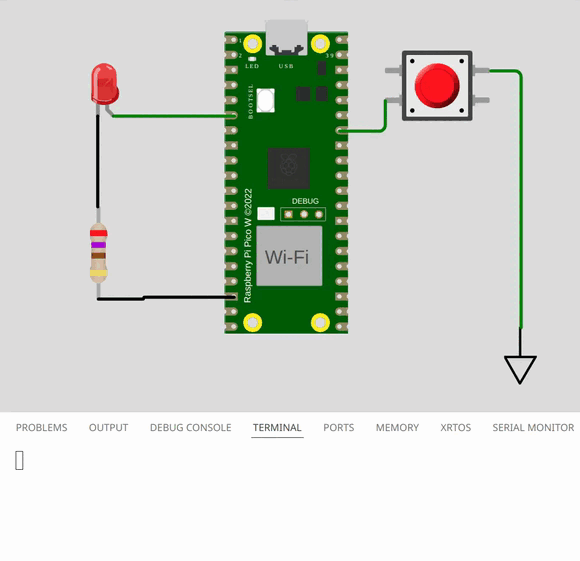 1
2
39
LED
USB
BOOTSEL
DEBUG
Raspberry Pi Pico W ©2022
Wi-Fi
PROBLEMS OUTPUT DEBUG CONSOLE TERMINAL PORTS MEMORY XRTOS SERIAL MONITOR